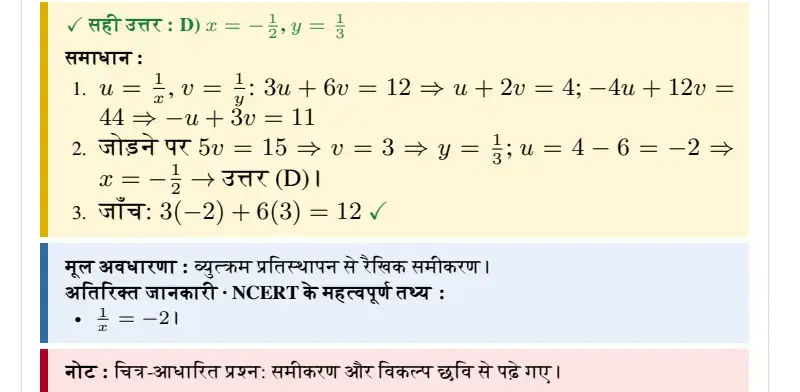 ✓ सही उत्तर : D) x = −1/2, y = 1/3
समाधान :
1. u = 1/x, v = 1/y: 3u + 6v = 12 ⇒ u + 2v = 4; −4u + 12v =
44 ⇒ −u + 3v = 11
2. जोड़ने पर 5v = 15 ⇒ v = 3 ⇒ y = 1/3; u = 4 − 6 = −2 ⇒
x = −1/2 → उत्तर (D)।
3. जाँच: 3(−2) + 6(3) = 12 ✓
मूल अवधारणा : व्युत्क्रम प्रतिस्थापन से रैखिक समीकरण।
अतिरिक्त जानकारी · NCERT के महत्वपूर्ण तथ्य :
• 1/x = −2।
नोट : चित्र-आधारित प्रश्न: समीकरण और विकल्प छवि से पढ़े गए।